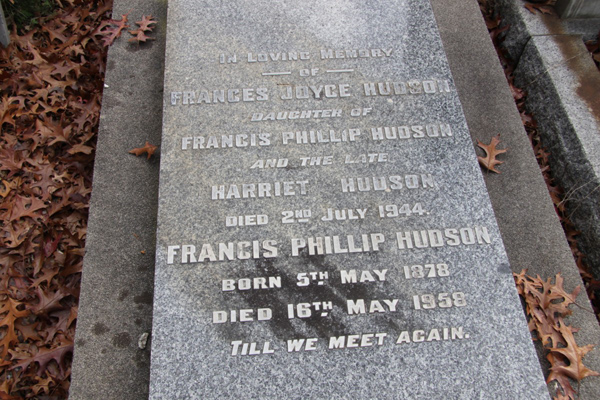 In Loving Memory
of
Frances Joyce Hudson
daughter of
Francis Phillip Hudson
and the late
Harriet Hudson
died 2nd July 1944.
Francis Phillip Hudson
Born 5th May 1878
Died 16th May 1958
Till we meet again.